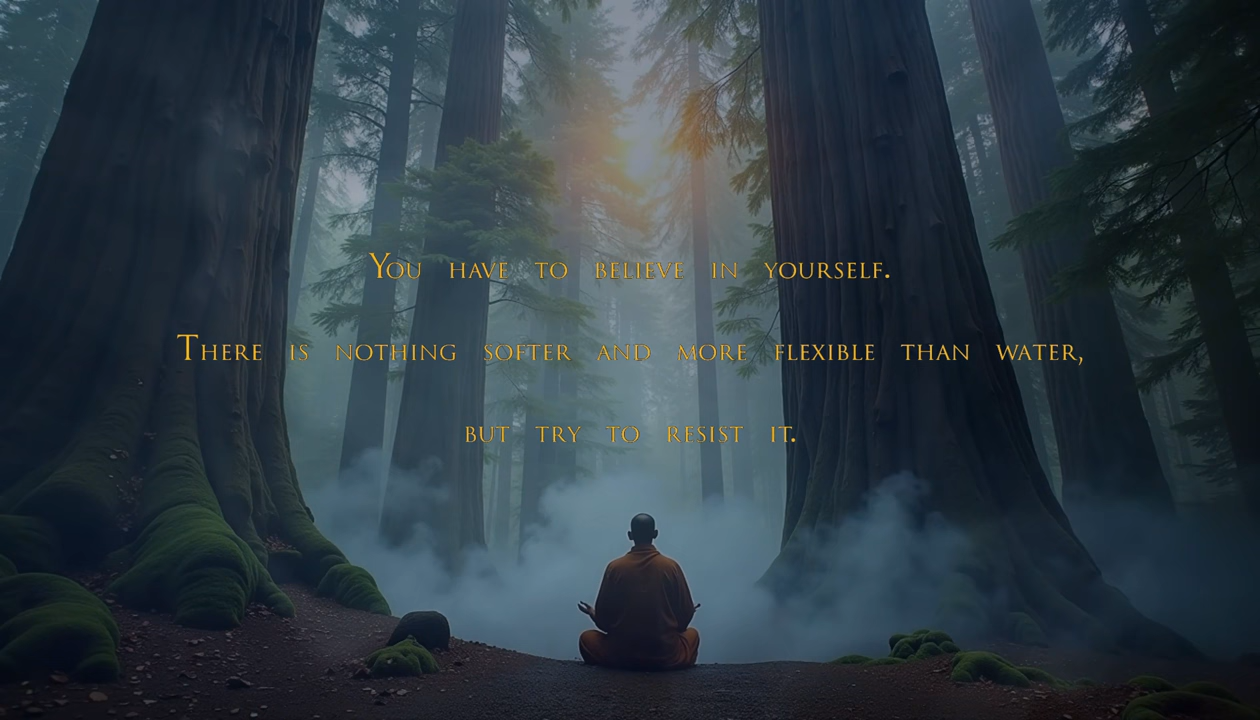 You have to believe in yourself.
There is nothing softer and more flexible than water,
but try to resist it.